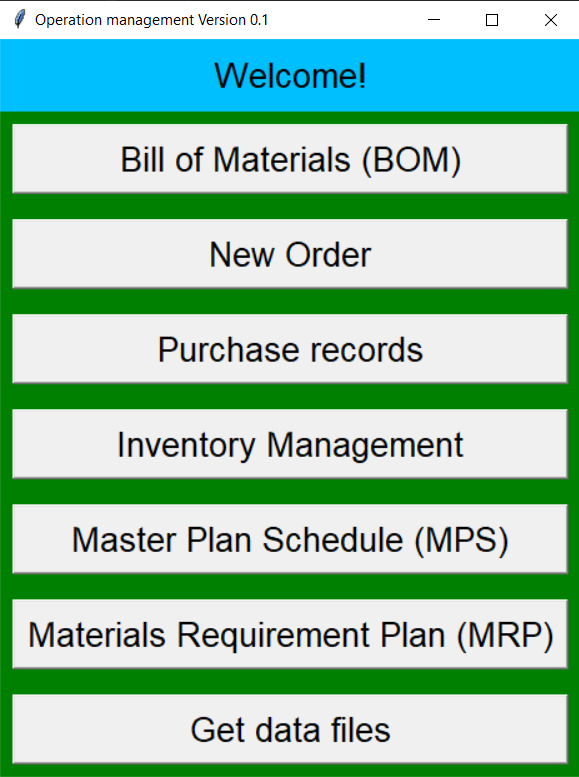 Operation management Version 0.1
Welcome!
Bill of Materials (BOM)
New Order
Purchase records
Inventory Management
Master Plan Schedule (MPS)
Materials Requirement Plan (MRP)
Get data files